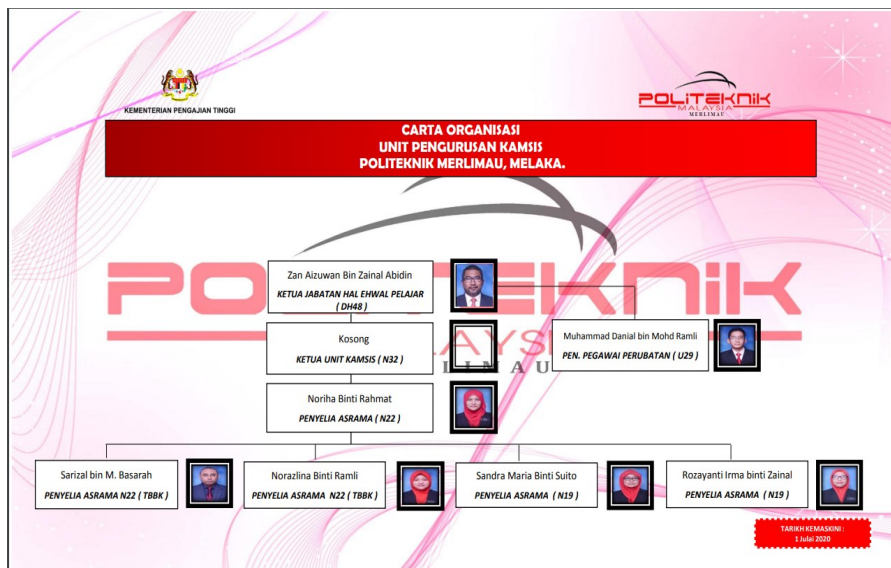 KEMENTERIAN PENGAJIAN TINGGI
POLITEKNIK
MALAYSIA
MERLIMAU
CARTA ORGANISASI
UNIT PENGURUSAN KAMSIS
POLITEKNIK MERLIMAU, MELAKA.
Zan Aizuwan Bin Zainal Abidin
KETUA JABATAN HAL EHWAL PELAJAR
( DH48 )
Kosong
KETUA UNIT KAMSIS ( N32 )
Muhammad Danial bin Mohd Ramli
PEN. PEGAWAI PERUBATAN ( U29 )
Noriha Binti Rahmat
PENYELIA ASRAMA ( N22 )
Sarizal bin M. Basarah
PENYELIA ASRAMA N22 ( TBBK )
Norazlina Binti Ramli
PENYELIA ASRAMA N22 ( TBBK )
Sandra Maria Binti Suito
PENYELIA ASRAMA ( N19 )
Rozayanti Irma binti Zainal
PENYELIA ASRAMA ( N19 )
TARIKH KEMASKINI :
1 Julai 2020